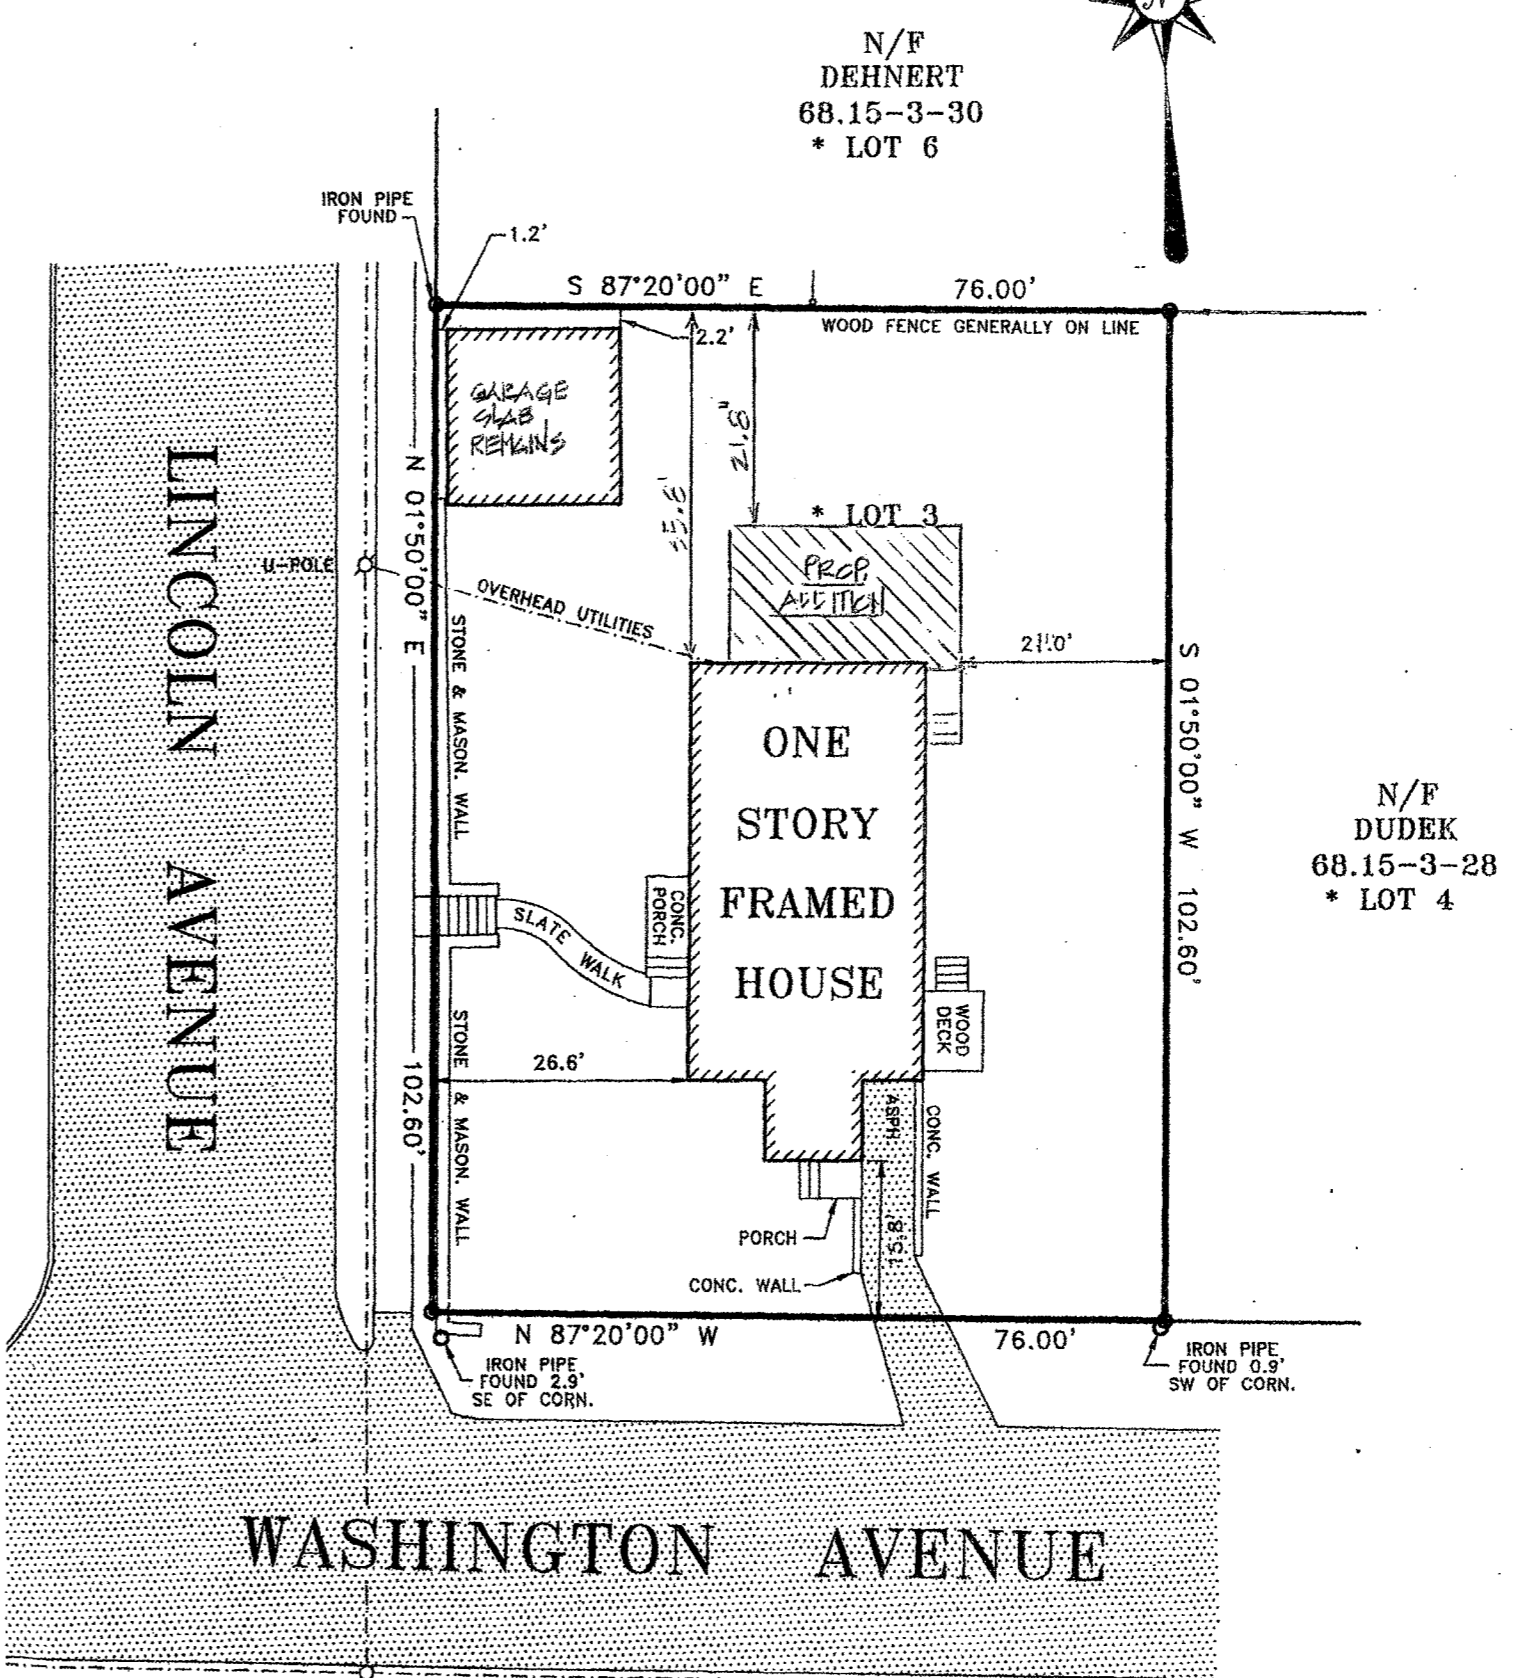 N
N/F
DEHNERT
68.15-3-30
* LOT 6
IRON PIPE
FOUND
1.2'
S 87°20'00" E
76.00'
WOOD FENCE GENERALLY ON LINE
2.2'
GARAGE
SLAB
REMAINS
21.8"
* LOT 3
PROP.
ADDITION
N 01°50'00" E
102.60'
U-POLE
OVERHEAD UTILITIES
STONE & MASON. WALL
LINCOLN AVENUE
S 01°50'00" W 102.60'
N/F
DUDEK
68.15-3-28
* LOT 4
ONE
STORY
FRAMED
HOUSE
CONC.
PORCH
SLATE WALK
WOOD
DECK
STONE & MASON. WALL
26.6'
ASPH
CONC. WALL
15.8'
PORCH
CONC. WALL
N 87°20'00" W
76.00'
IRON PIPE
FOUND 2.9'
SE OF CORN.
IRON PIPE
FOUND 0.9'
SW OF CORN.
WASHINGTON AVENUE